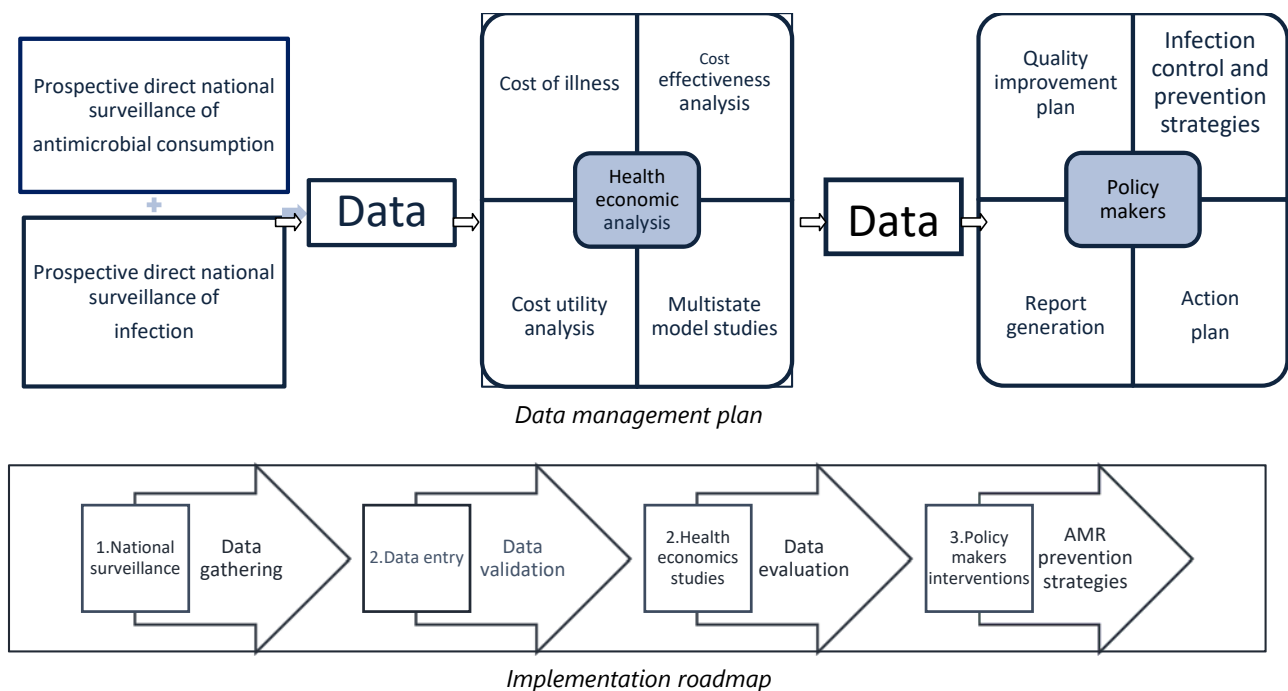 Prospective direct national
surveillance of
antimicrobial consumption
+
Prospective direct national
surveillance of
infection
Data
Cost of illness
Cost
effectiveness
analysis
Health
economic
analysis
Cost utility
analysis
Multistate
model studies
Data
Quality
improvement
plan
Infection
control and
prevention
strategies
Policy
makers
Report
generation
Action
plan
Data management plan
1.National
surveillance
Data
gathering
2.Data entry
Data
validation
2.Health
economics
studies
Data
evaluation
3.Policy
makers
interventions
AMR
prevention
strategies
Implementation roadmap